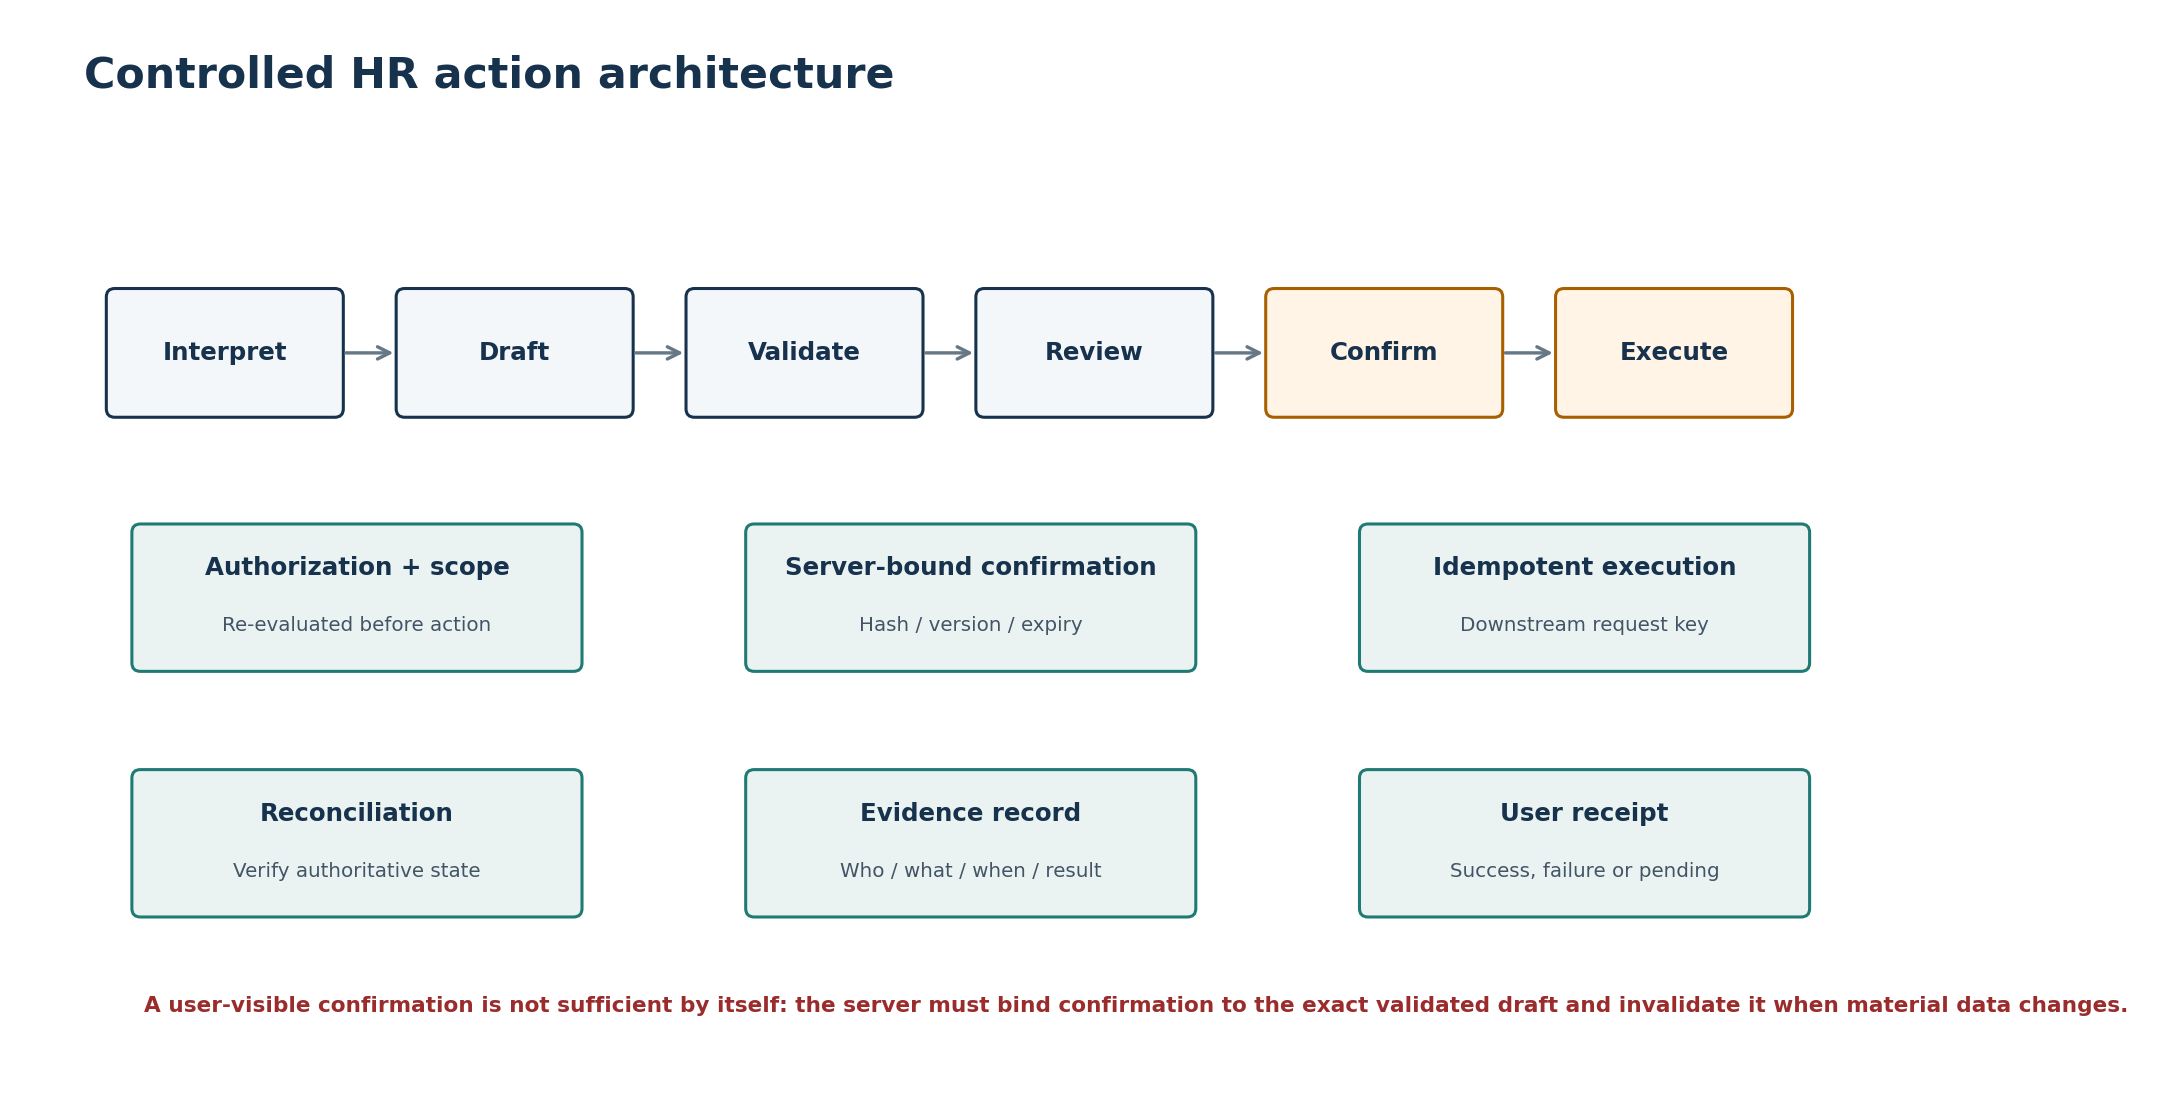 Controlled HR action architecture
Interpret
Draft
Validate
Review
Confirm
Execute
Authorization + scope
Re-evaluated before action
Server-bound confirmation
Hash / version / expiry
Idempotent execution
Downstream request key
Reconciliation
Verify authoritative state
Evidence record
Who / what / when / result
User receipt
Success, failure or pending
A user-visible confirmation is not sufficient by itself: the server must bind confirmation to the exact validated draft and invalidate it when material data changes.